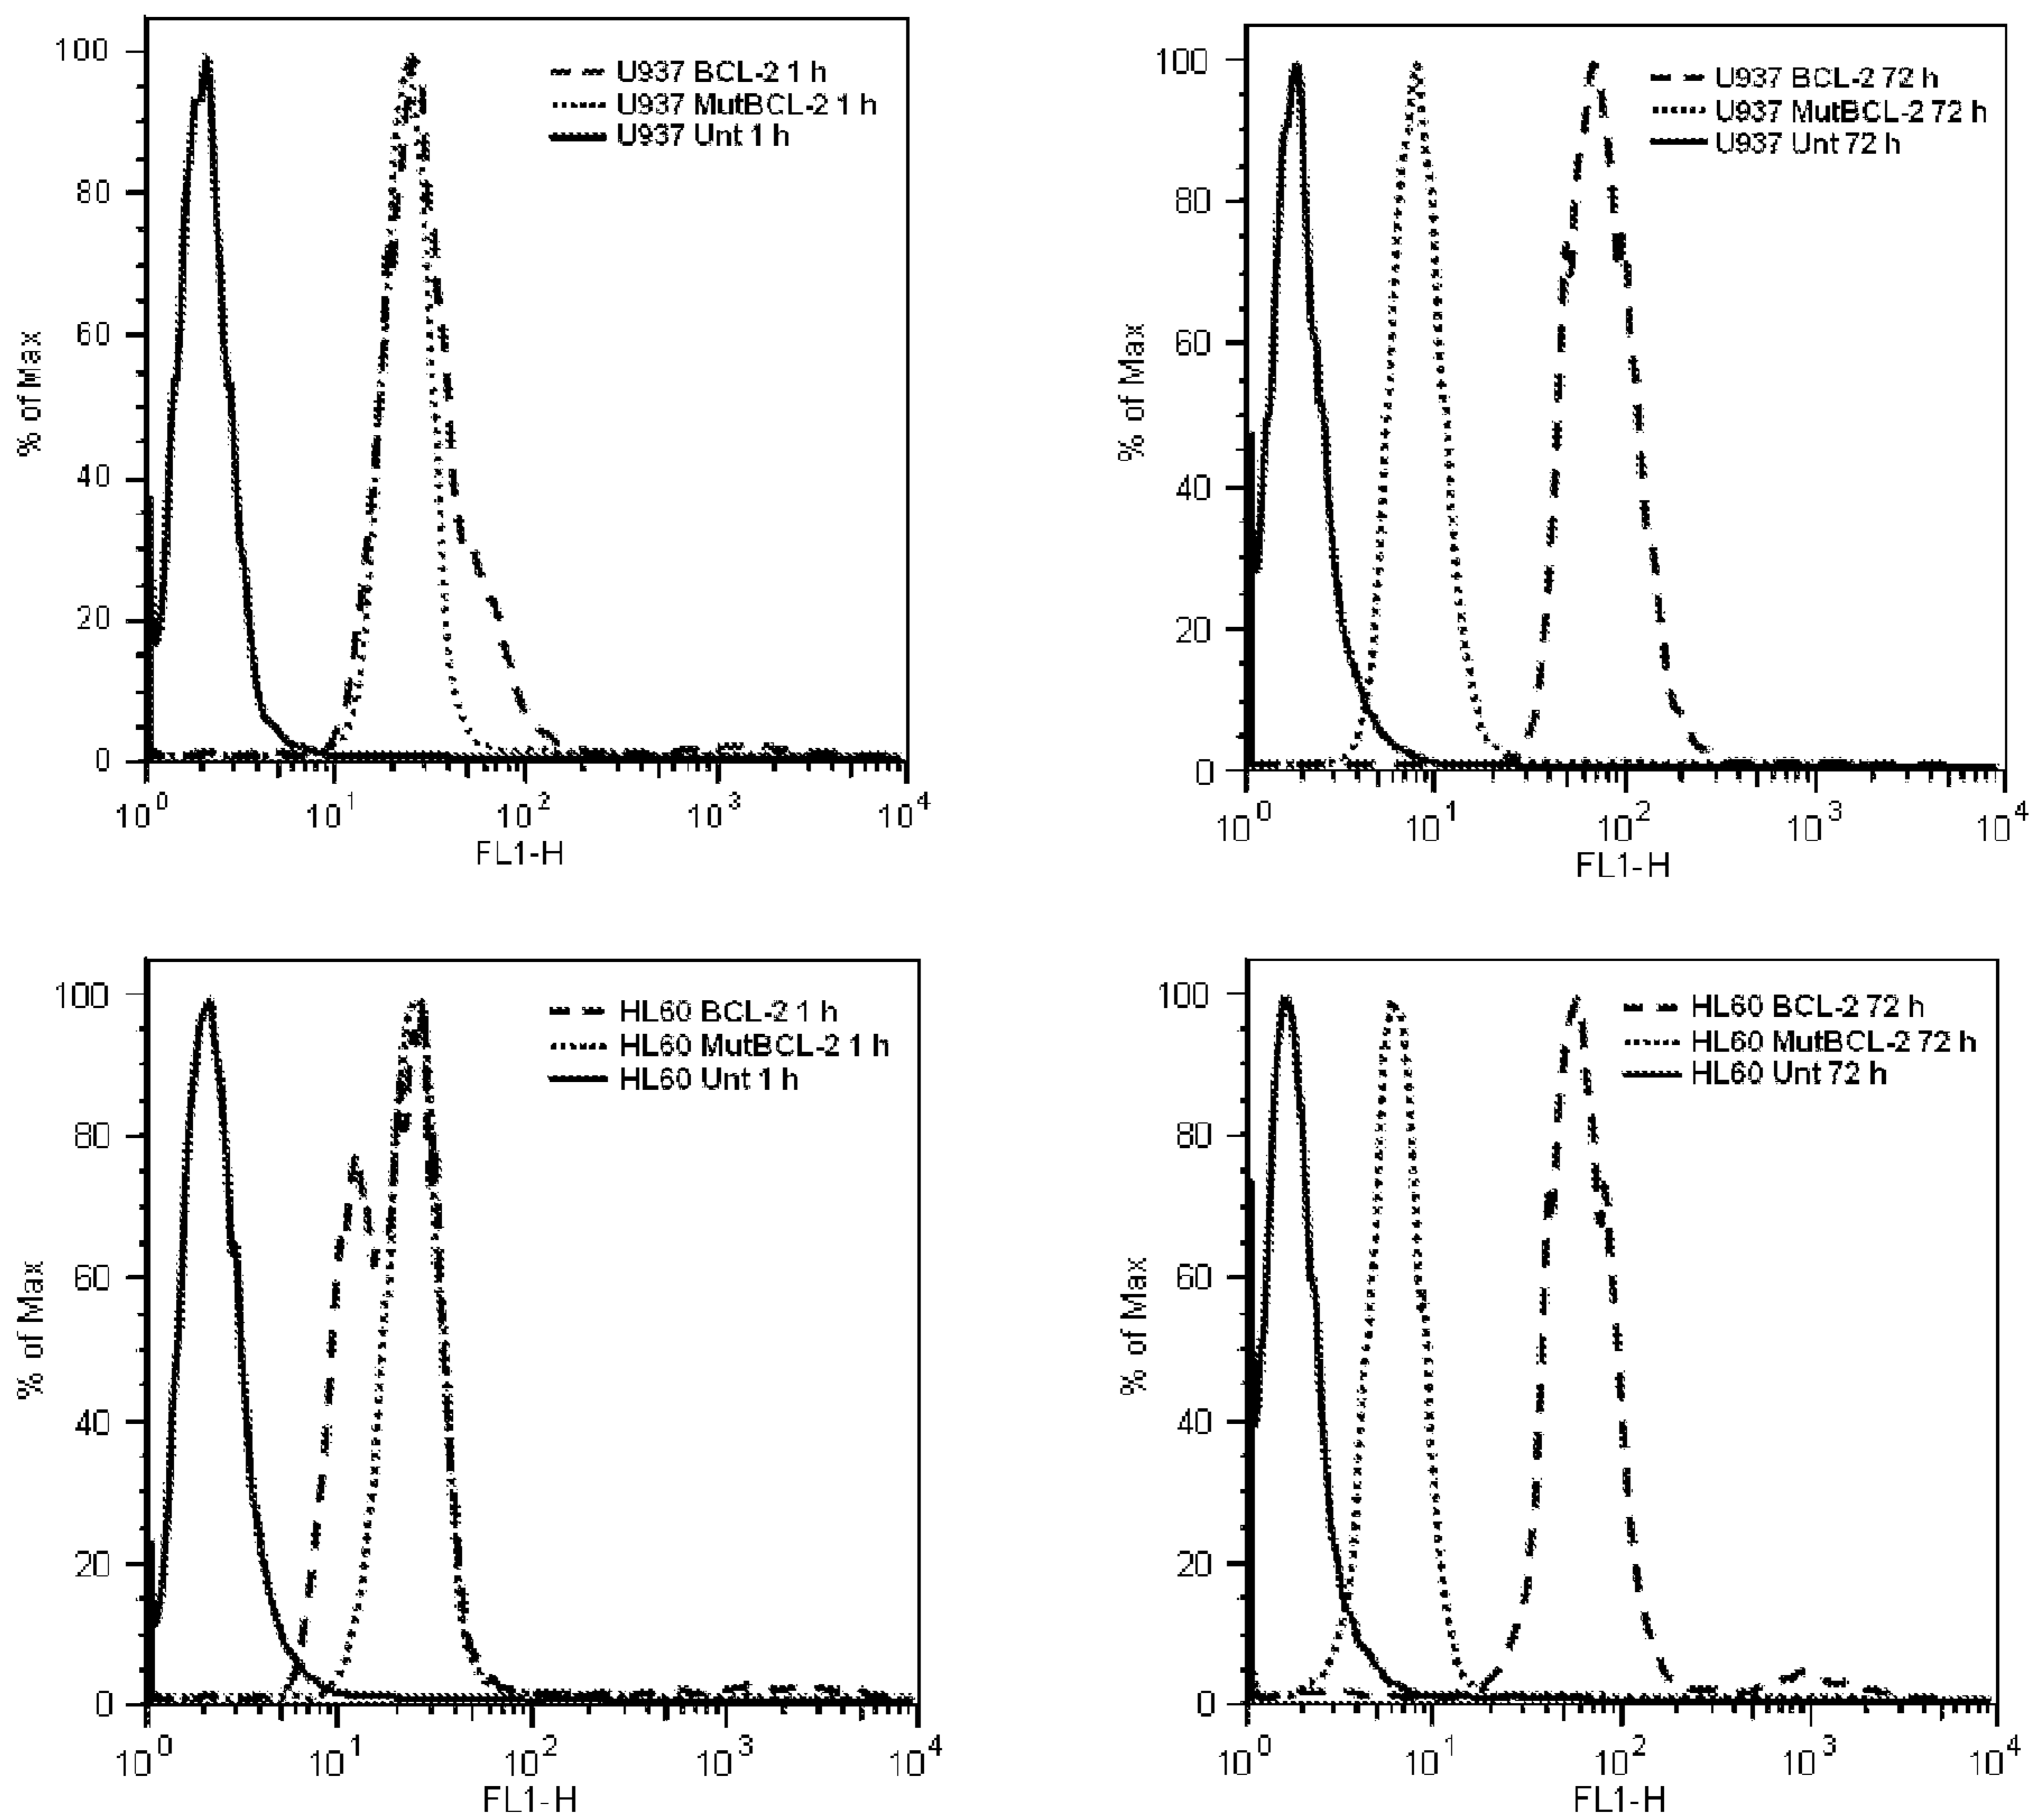 100
80
60
40
20
0
% of Max
U937 BCL-2 1 h
U937 MutBCL-2 1 h
U937 Unt 1 h
10^0 10^1 10^2 10^3 10^4
FL1-H
100
80
60
40
20
0
% of Max
U937 BCL-2 72 h
U937 MutBCL-2 72 h
U937 Unt 72 h
10^0 10^1 10^2 10^3 10^4
FL1-H
100
80
60
40
20
0
% of Max
HL60 BCL-2 1 h
HL60 MutBCL-2 1 h
HL60 Unt 1 h
10^0 10^1 10^2 10^3 10^4
FL1-H
100
80
60
40
20
0
% of Max
HL60 BCL-2 72 h
HL60 MutBCL-2 72 h
HL60 Unt 72 h
10^0 10^1 10^2 10^3 10^4
FL1-H